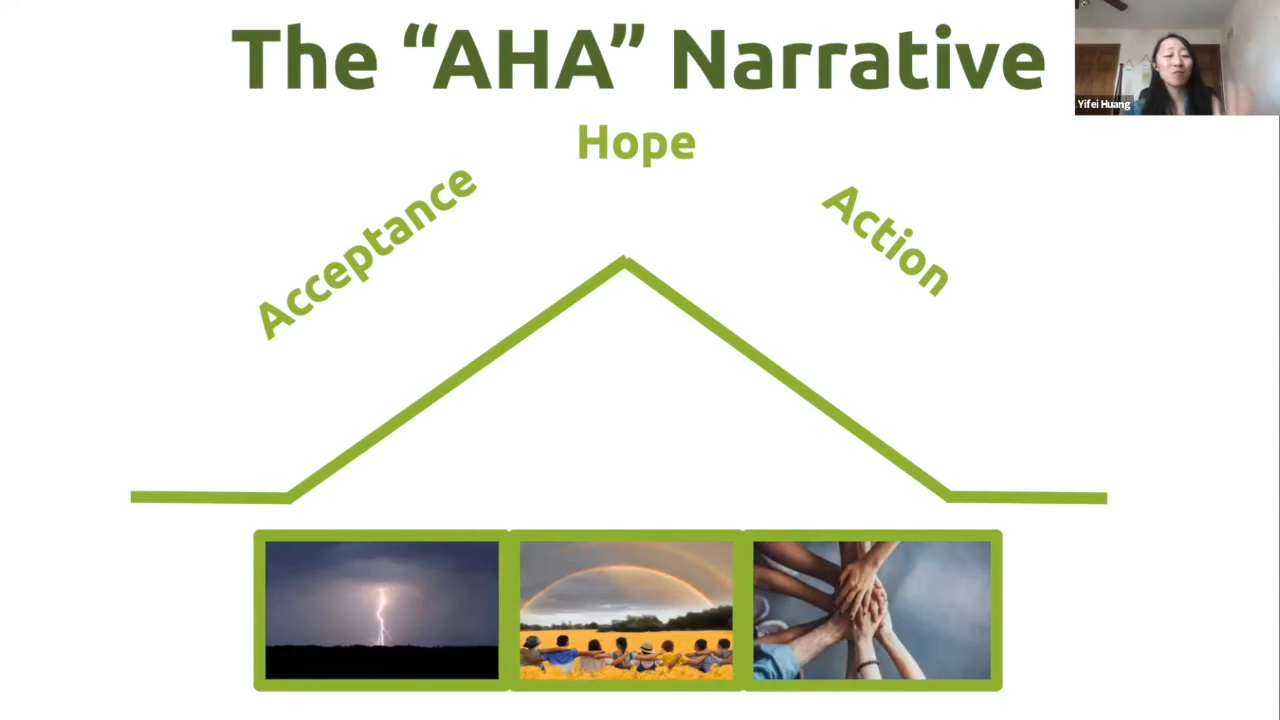 The “AHA” Narrative
Yifei Huang
Hope
Acceptance
Action